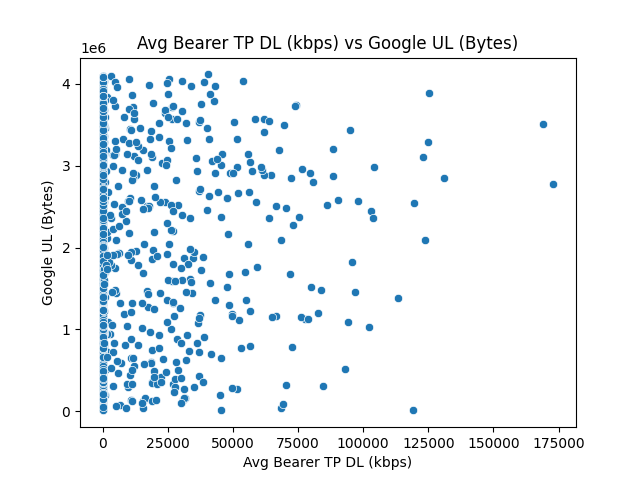 Avg Bearer TP DL (kbps) vs Google UL (Bytes)
1e6
4
3
2
1
0
Google UL (Bytes)
0 25000 50000 75000 100000 125000 150000 175000
Avg Bearer TP DL (kbps)